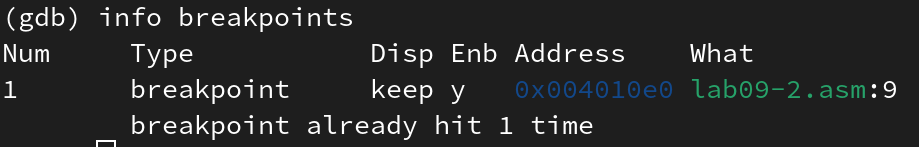 (gdb) info breakpoints
Num     Type           Disp Enb Address    What
1       breakpoint     keep y   0x004010e0 lab09-2.asm:9
        breakpoint already hit 1 time